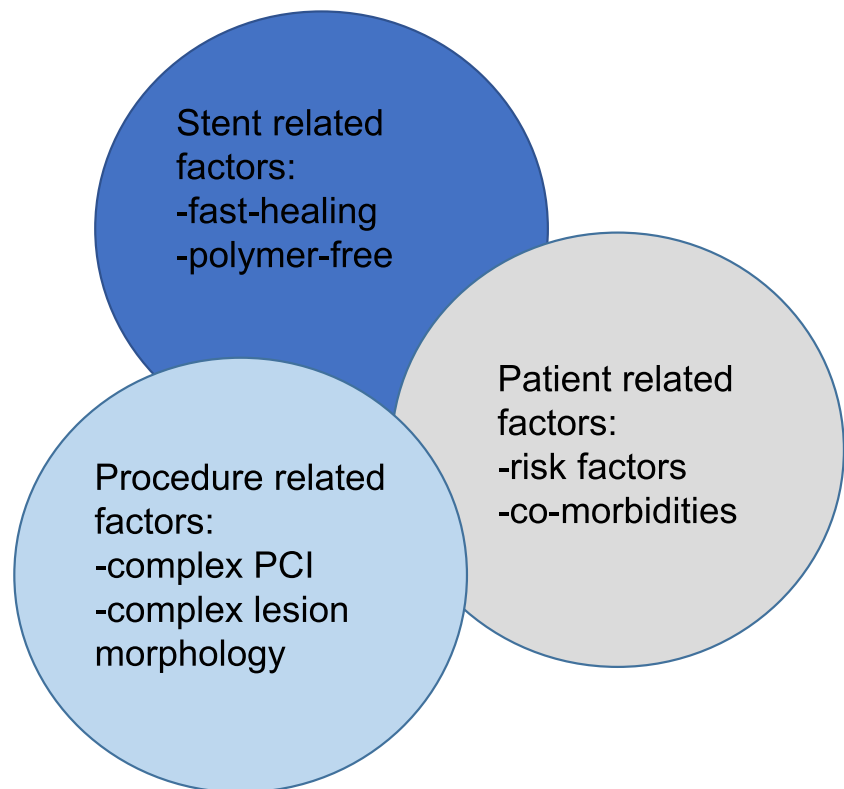 Stent related
factors:
-fast-healing
-polymer-free
Patient related
factors:
-risk factors
-co-morbidities
Procedure related
factors:
-complex PCI
-complex lesion
morphology